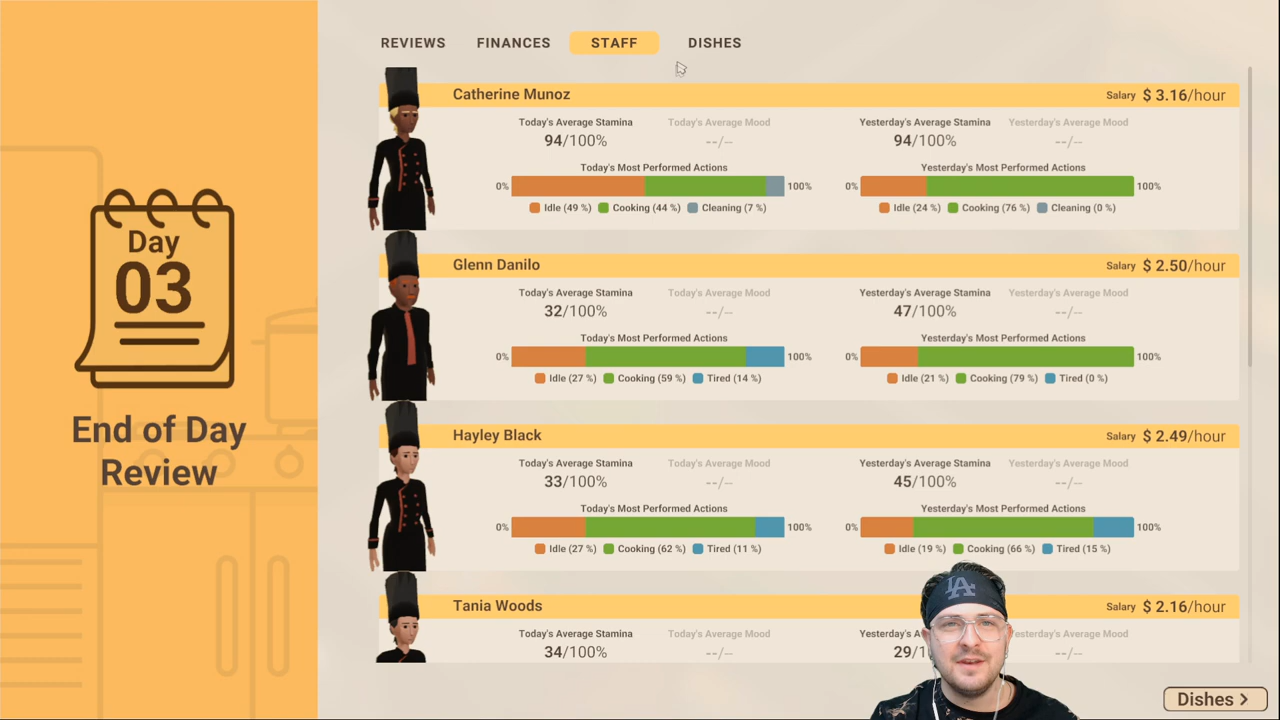 REVIEWS FINANCES STAFF DISHES
Catherine Munoz Salary $ 3.16/hour
Today's Average Stamina Today's Average Mood Yesterday's Average Stamina Yesterday's Average Mood
94/100% --/-- 94/100% --/--
Today's Most Performed Actions Yesterday's Most Performed Actions
0% 100% 0% 100%
Idle (49 %) Cooking (44 %) Cleaning (7 %) Idle (24 %) Cooking (76 %) Cleaning (0 %)
Day
03
End of Day
Review
Glenn Danilo Salary $ 2.50/hour
Today's Average Stamina Today's Average Mood Yesterday's Average Stamina Yesterday's Average Mood
32/100% --/-- 47/100% --/--
Today's Most Performed Actions Yesterday's Most Performed Actions
0% 100% 0% 100%
Idle (27 %) Cooking (59 %) Tired (14 %) Idle (21 %) Cooking (79 %) Tired (0 %)
Hayley Black Salary $ 2.49/hour
Today's Average Stamina Today's Average Mood Yesterday's Average Stamina Yesterday's Average Mood
33/100% --/-- 45/100% --/--
Today's Most Performed Actions Yesterday's Most Performed Actions
0% 100% 0% 100%
Idle (27 %) Cooking (62 %) Tired (11 %) Idle (19 %) Cooking (66 %) Tired (15 %)
Tania Woods Salary $ 2.16/hour
Today's Average Stamina Today's Average Mood Yesterday's Average Mood
34/100% --/-- 29/ --/--
LA
Dishes >